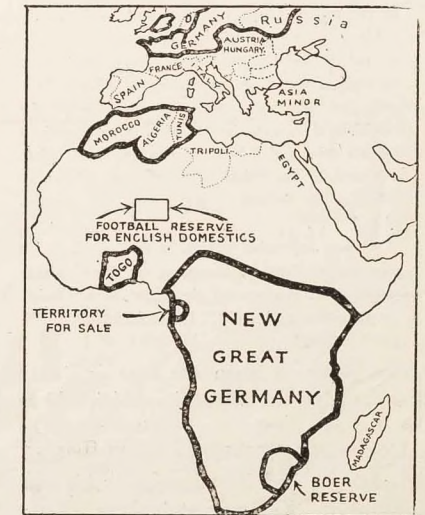 Russia
GERMANY
AUSTRIA
HUNGARY.
FRANCE
SPAIN
ASIA
MINOR
MOROCCO
ALGERIA
TUNIS
TRIPOLI
EGYPT
FOOTBALL RESERVE
FOR ENGLISH DOMESTICS
TOGO
TERRITORY
FOR SALE
NEW
GREAT
GERMANY
MADAGASCAR
BOER
RESERVE